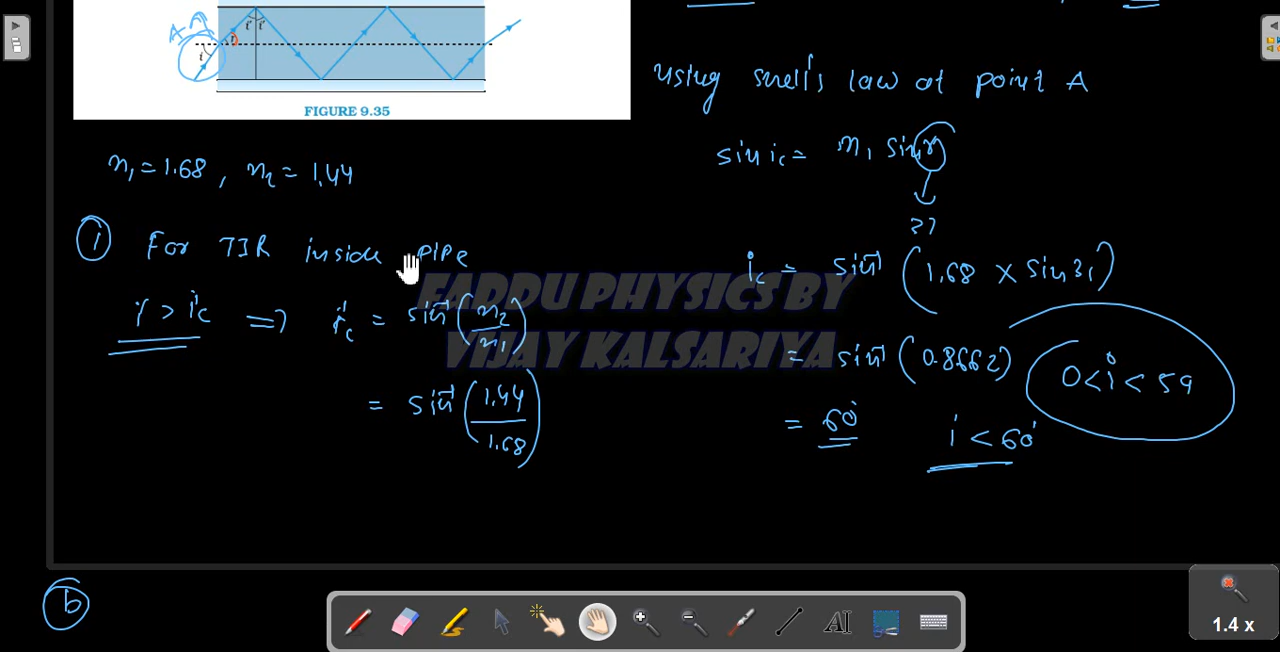 A
i' i'
r
i
FIGURE 9.35
n₁ = 1.68 , n₂ = 1.44
① For TIR inside PIPE
i' > i'c ⟹ i'c = sin⁻¹(n₂/n₁)
= sin⁻¹(1.44/1.68)
using snell's law at point A
sin ic = n₁ sin r
31
ic = sin⁻¹(1.68 × sin 31)
= sin⁻¹(0.8662)
0 < i < 59
= 60°
i < 60°
FADDU PHYSICS BY
VIJAY KALSARIYA
b
AI
1.4 x